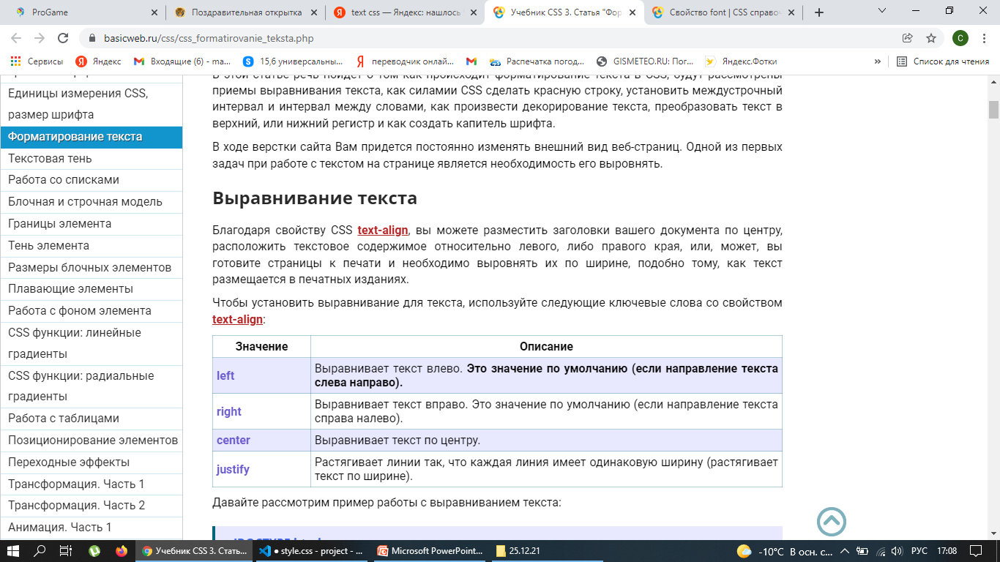 ProGame
Поздравительная открытка
text css — Яндекс: нашлось
Учебник CSS 3. Статья "Фор
Свойство font | CSS справоч
basicweb.ru/css/css_formatirovanie_teksta.php
С
Сервисы
Яндекс
Входящие (6) - ma...
15,6 универсальны...
переводчик онлай...
Распечатка погод...
GISMETEO.RU: Пог...
Яндекс.Фотки
»
Список для чтения
Единицы измерения CSS,
размер шрифта
Форматирование текста
Текстовая тень
Работа со списками
Блочная и строчная модель
Границы элемента
Тень элемента
Размеры блочных элементов
Плавающие элементы
Работа с фоном элемента
CSS функции: линейные
градиенты
CSS функции: радиальные
градиенты
Работа с таблицами
Позиционирование элементов
Переходные эффекты
Трансформация. Часть 1
Трансформация. Часть 2
Анимация. Часть 1
В этой статье речь пойдет о том как происходит форматирование текста в CSS, будут рассмотрены
приемы выравнивания текста, как силамии CSS сделать красную строку, установить междустрочный
интервал и интервал между словами, как произвести декорирование текста, преобразовать текст в
верхний, или нижний регистр и как создать капитель шрифта.
В ходе верстки сайта Вам придется постоянно изменять внешний вид веб-страниц. Одной из первых
задач при работе с текстом на странице является необходимость его выровнять.
Выравнивание текста
Благодаря свойству CSS text-align, вы можете разместить заголовки вашего документа по центру,
расположить текстовое содержимое относительно левого, либо правого края, или, может, вы
готовите страницы к печати и необходимо выровнять их по ширине, подобно тому, как текст
размещается в печатных изданиях.
Чтобы установить выравнивание для текста, используйте следующие ключевые слова со свойством
text-align:
Значение Описание
left Выравнивает текст влево. Это значение по умолчанию (если направление текста
слева направо).
right Выравнивает текст вправо. Это значение по умолчанию (если направление текста
справа налево).
center Выравнивает текст по центру.
justify Растягивает линии так, что каждая линия имеет одинаковую ширину (растягивает
текст по ширине).
Давайте рассмотрим пример работы с выравниванием текста:
Учебник CSS 3. Стать...
● style.css - project - ...
Microsoft PowerPoint...
25.12.21
-10°C В осн. с...
РУС
17:08